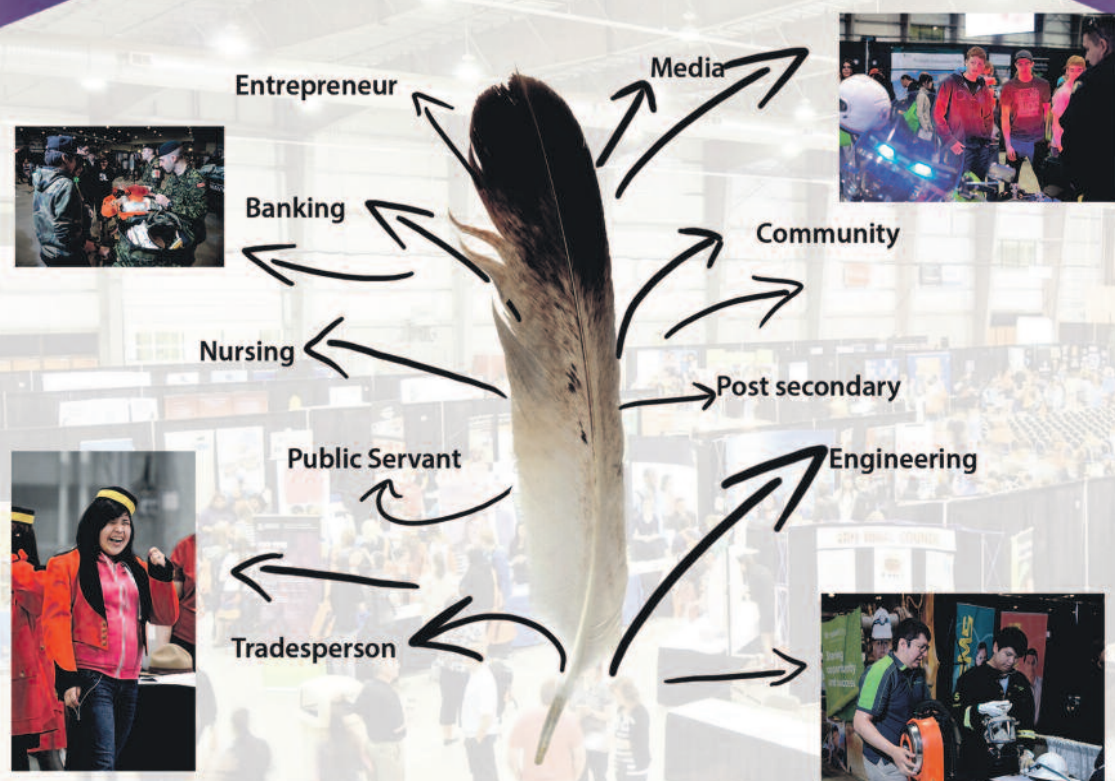 Entrepreneur
Media
Banking
Community
Nursing
Post secondary
Public Servant
Engineering
Tradesperson